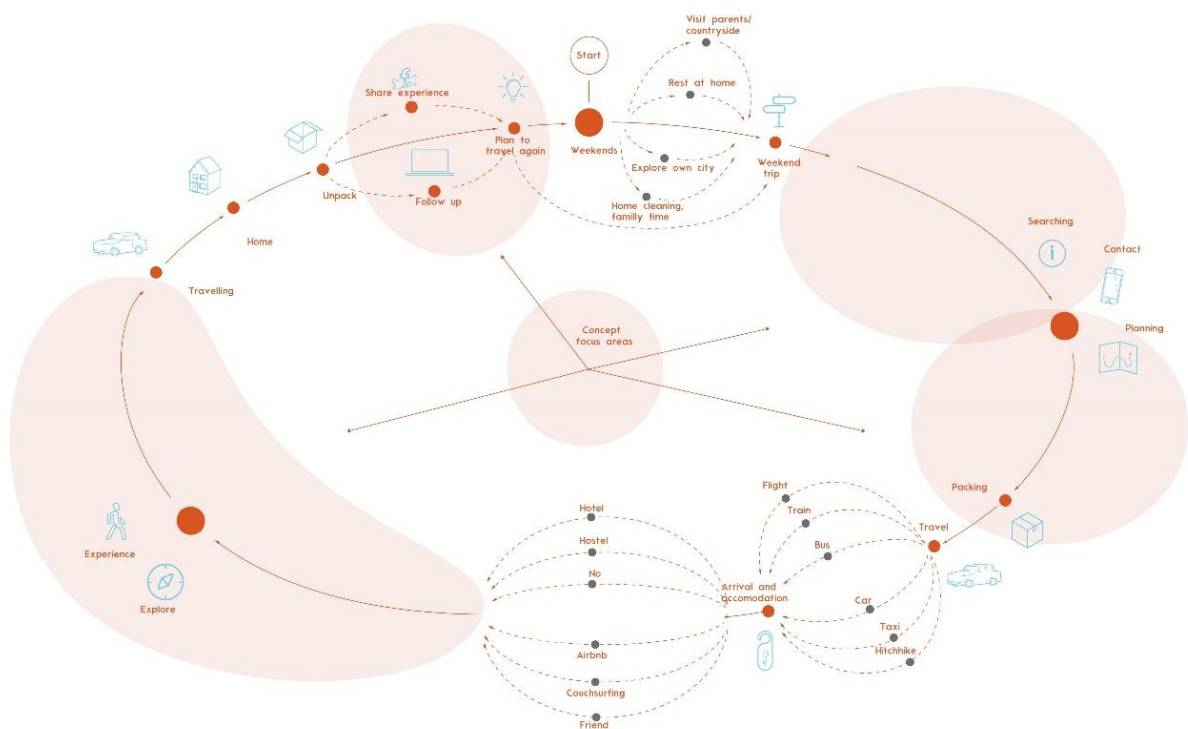 Start
Weekends
Visit parents/
countryside
Rest at home
Explore own city
Home cleaning,
familly time
Weekend
trip
Searching
Contact
Planning
Packing
Travel
Flight
Train
Bus
Car
Taxi
Hitchhike
Arrival and
accomodation
Hotel
Hostel
No
Airbnb
Couchsurfing
Friend
Experience
Explore
Travelling
Home
Unpack
Share experience
Follow up
Plan to
travel again
Concept
focus areas